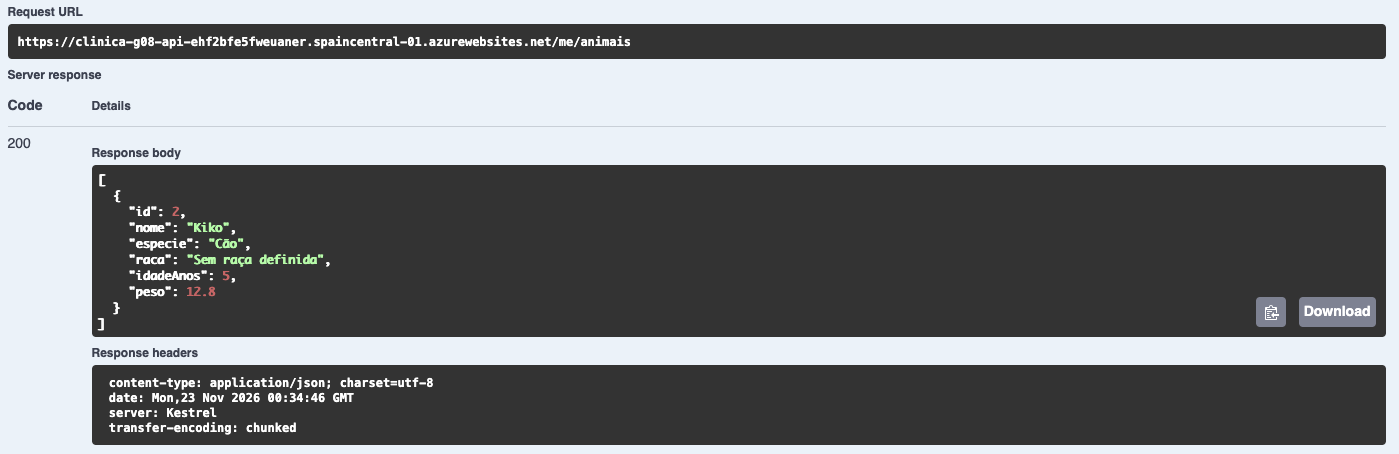 Request URL
https://clinica-g08-api-ehf2bfe5fweuaner.spaincentral-01.azurewebsites.net/me/animais
Server response
Code Details
200
Response body
[
  {
    "id": 2,
    "nome": "Kiko",
    "especie": "Cão",
    "raca": "Sem raça definida",
    "idadeAnos": 5,
    "peso": 12.8
  }
]
Download
Response headers
content-type: application/json; charset=utf-8
date: Mon,23 Nov 2026 00:34:46 GMT
server: Kestrel
transfer-encoding: chunked